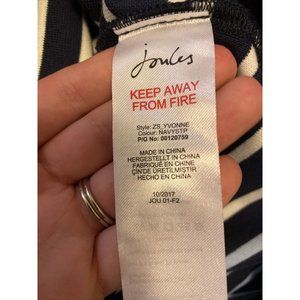 Joules
KEEP AWAY
FROM FIRE
Style: ZS_YVONNE
Colour: NAVYSTP
P/O No: 00120759
MADE IN CHINA
HERGESTELLT IN CHINA
FABRIQUÉ EN CHINE
ÇİNDE ÜRETİLMİŞTİR
HECHO EN CHINA
10/2017
JOU 01-F2